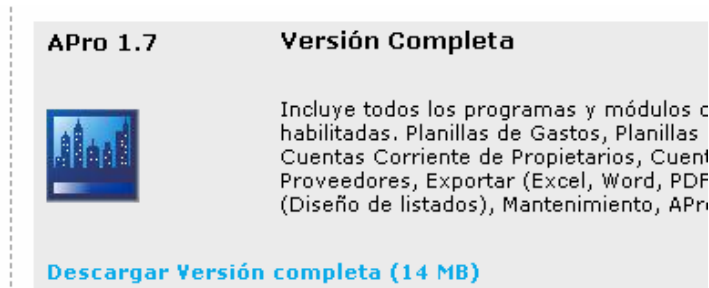 APro 1.7
Versión Completa
Incluye todos los programas y módulos
habilitadas. Planillas de Gastos, Planillas
Cuentas Corriente de Propietarios,
Proveedores, Exportar (Excel, Word, PDF
(Diseño de listados), Mantenimiento,
Descargar Versión completa (14 MB)